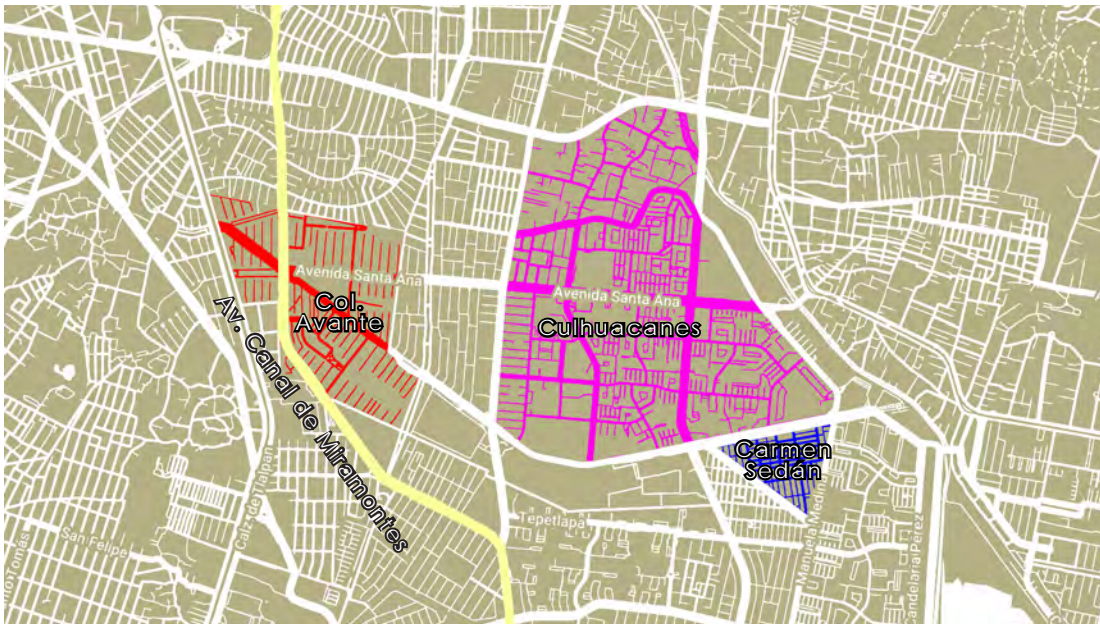 Avenida Santa Ana
Avenida Santa Ana
Col.
Avante
Culhuacanes
Av. Canal de Miramontes
Carmen
Sedán
Calz. de Tlalpan
Tepetlapa
San Felipe
Manuela Medina
Candelaria Pérez